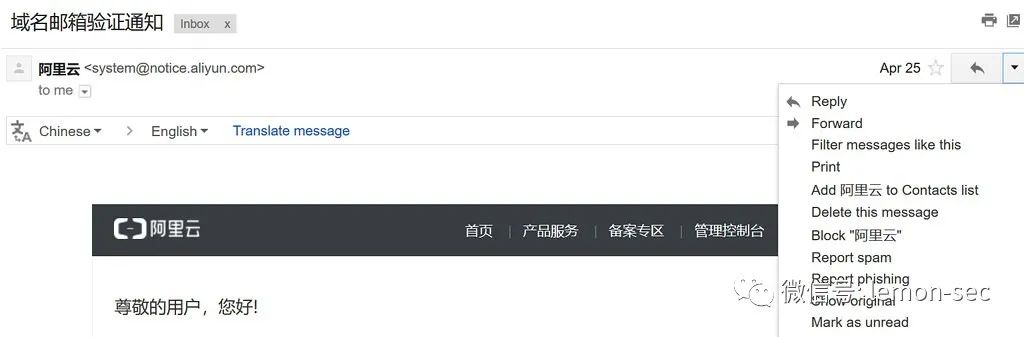 域名邮箱验证通知 Inbox x
阿里云 <system@notice.aliyun.com> Apr 25
to me
文A Chinese > English Translate message
Reply
Forward
Filter messages like this
Print
Add 阿里云 to Contacts list
Delete this message
Block "阿里云"
Report spam
Report phishing
Show original
Mark as unread
阿里云 首页 | 产品服务 | 备案专区 | 管理控制台
尊敬的用户，您好!
微信号: lemon-sec